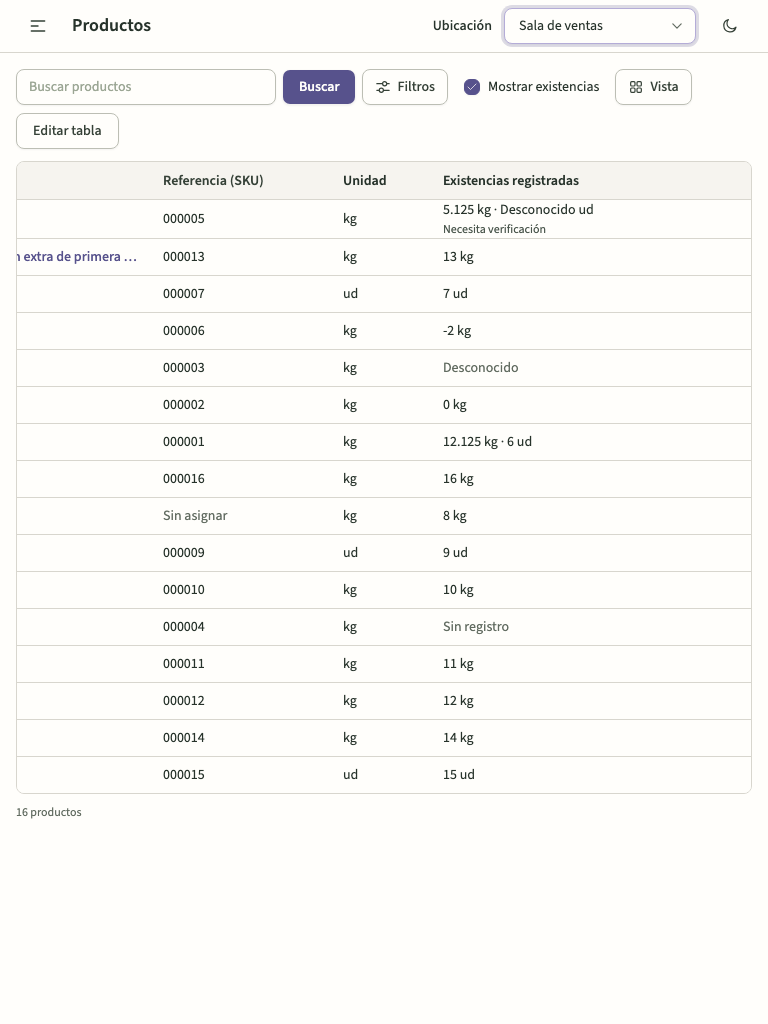 Productos
Ubicación
Sala de ventas
Buscar productos
Buscar
Filtros
Mostrar existencias
Vista
Editar tabla
Referencia (SKU) Unidad Existencias registradas
000005 kg 5.125 kg · Desconocido ud
Necesita verificación
extra de primera … 000013 kg 13 kg
000007 ud 7 ud
000006 kg -2 kg
000003 kg Desconocido
000002 kg 0 kg
000001 kg 12.125 kg · 6 ud
000016 kg 16 kg
Sin asignar kg 8 kg
000009 ud 9 ud
000010 kg 10 kg
000004 kg Sin registro
000011 kg 11 kg
000012 kg 12 kg
000014 kg 14 kg
000015 ud 15 ud
16 productos